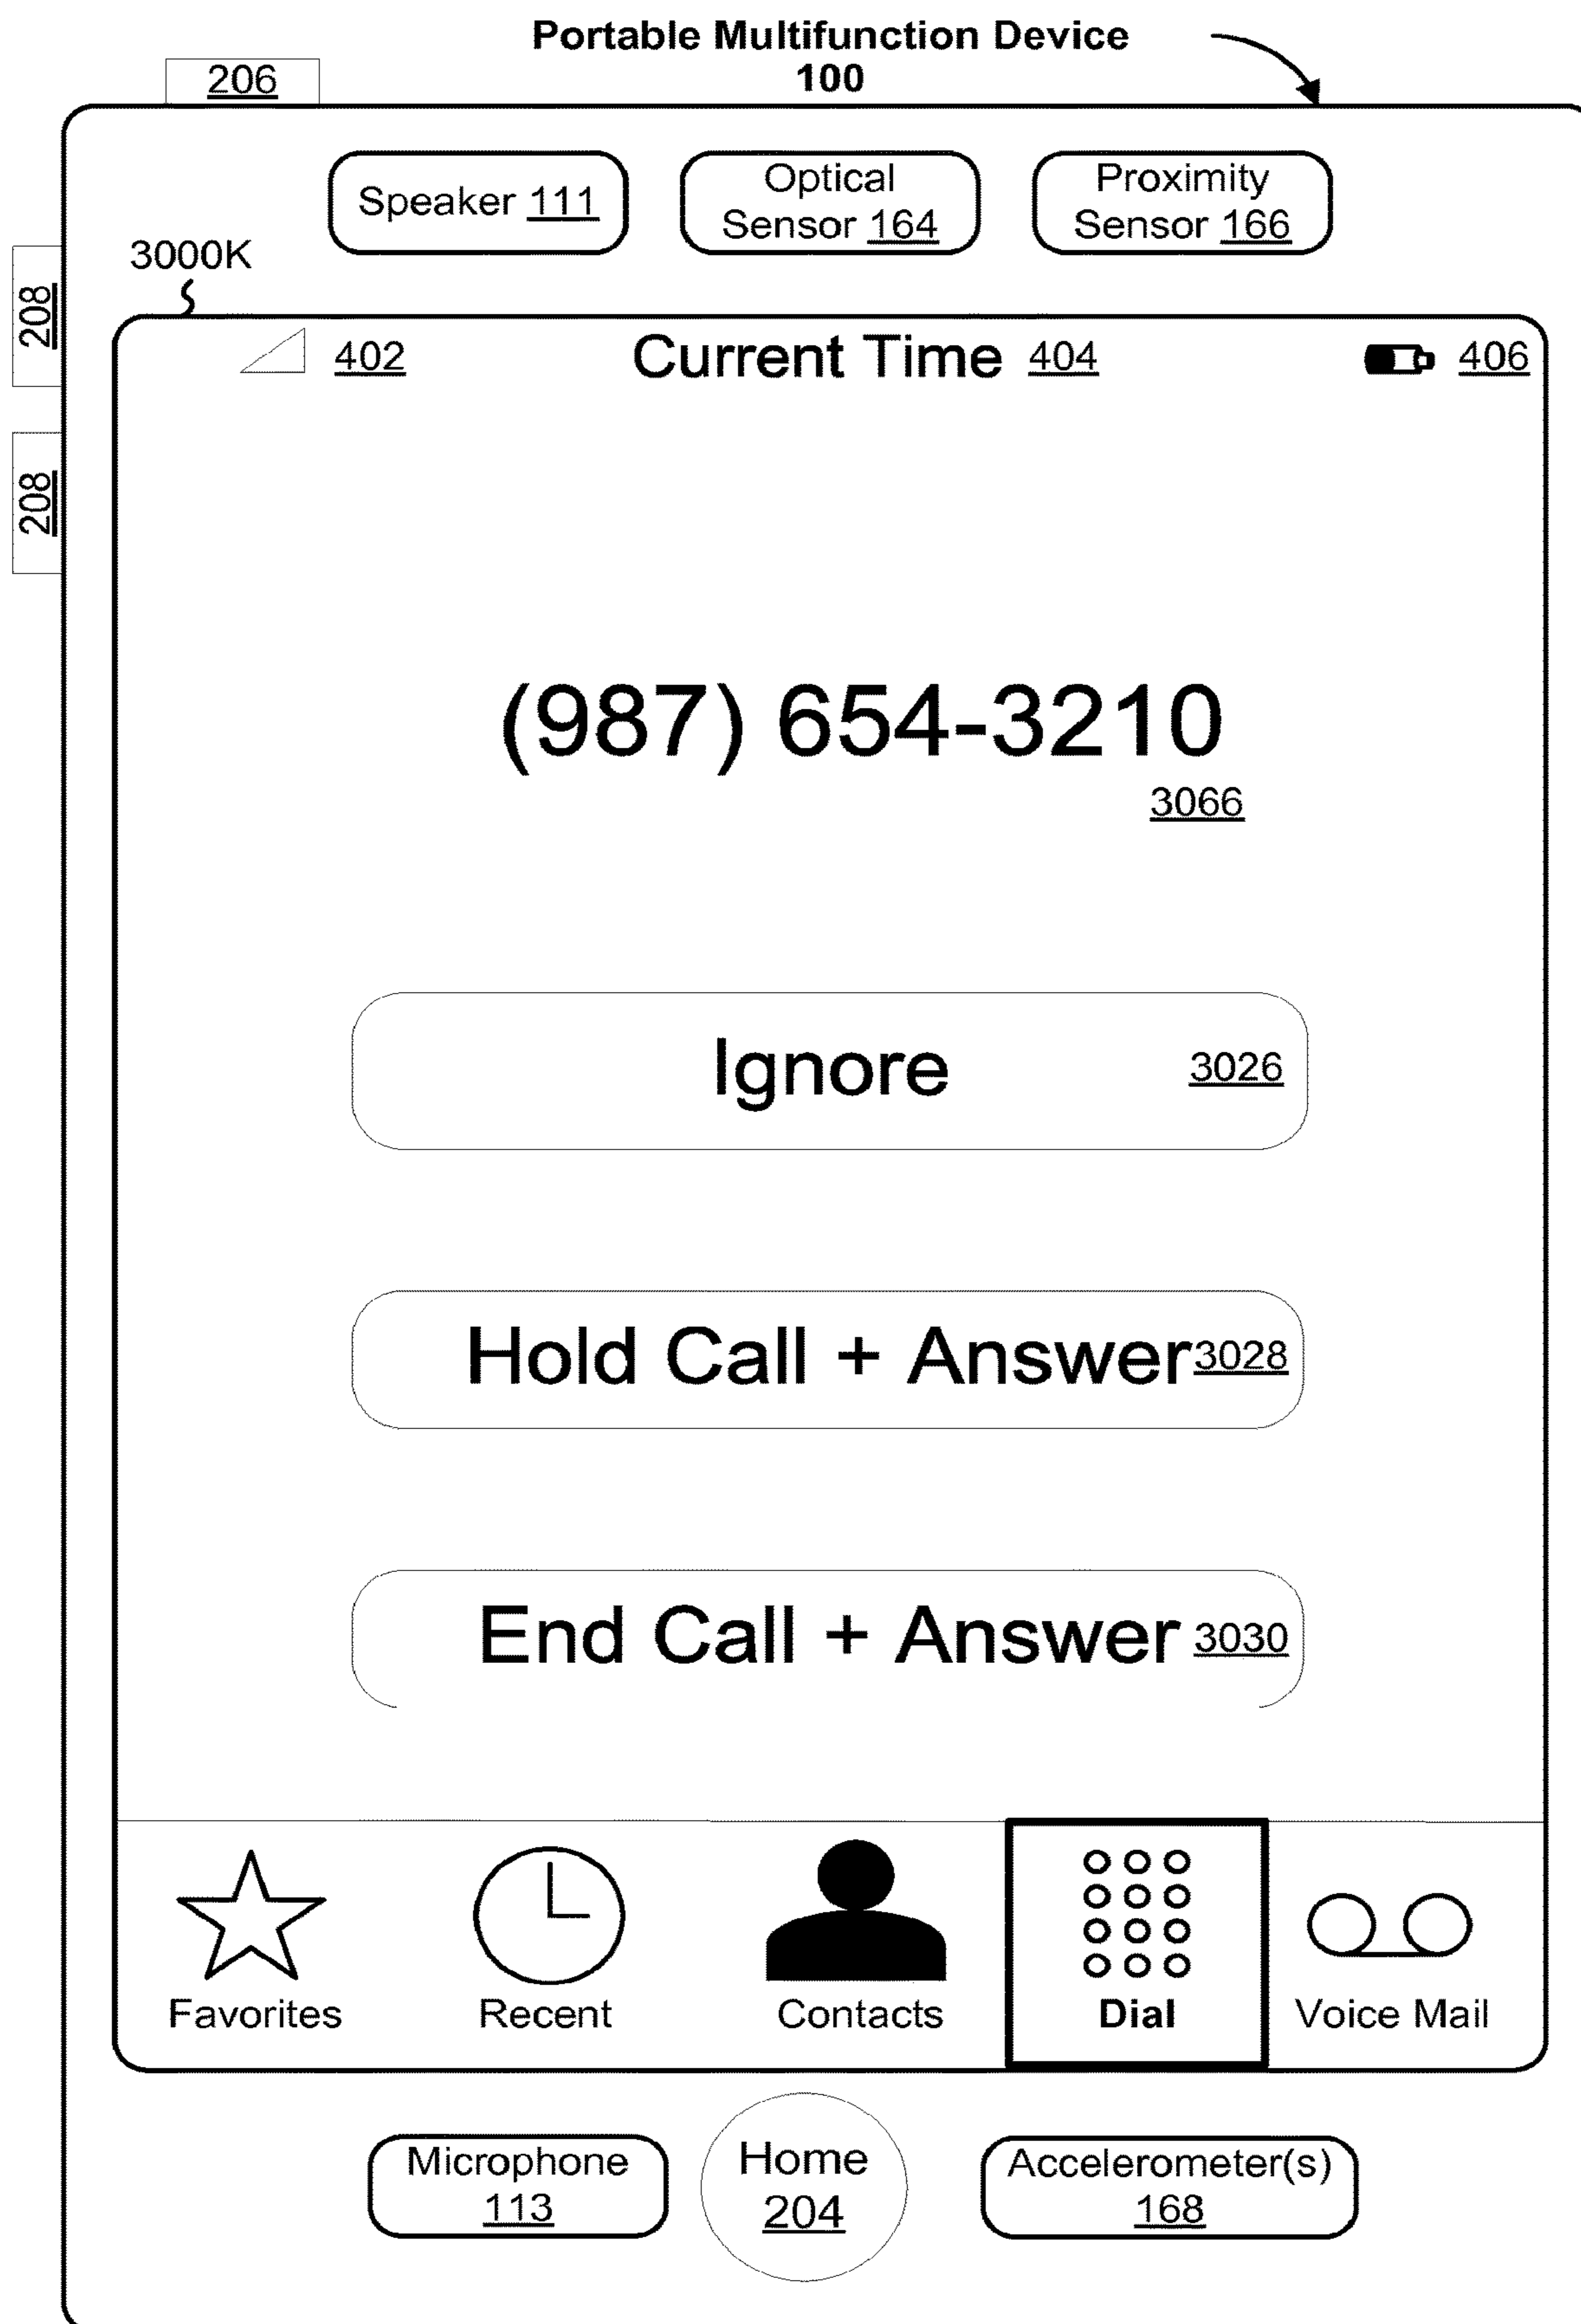 Portable Multifunction Device
100
206
Speaker 111
Optical
Sensor 164
Proximity
Sensor 166
3000K
208
208
402
Current Time 404
406
(987) 654-3210
3066
Ignore 3026
Hold Call + Answer 3028
End Call + Answer 3030
Favorites
Recent
Contacts
Dial
Voice Mail
Microphone
113
Home
204
Accelerometer(s)
168